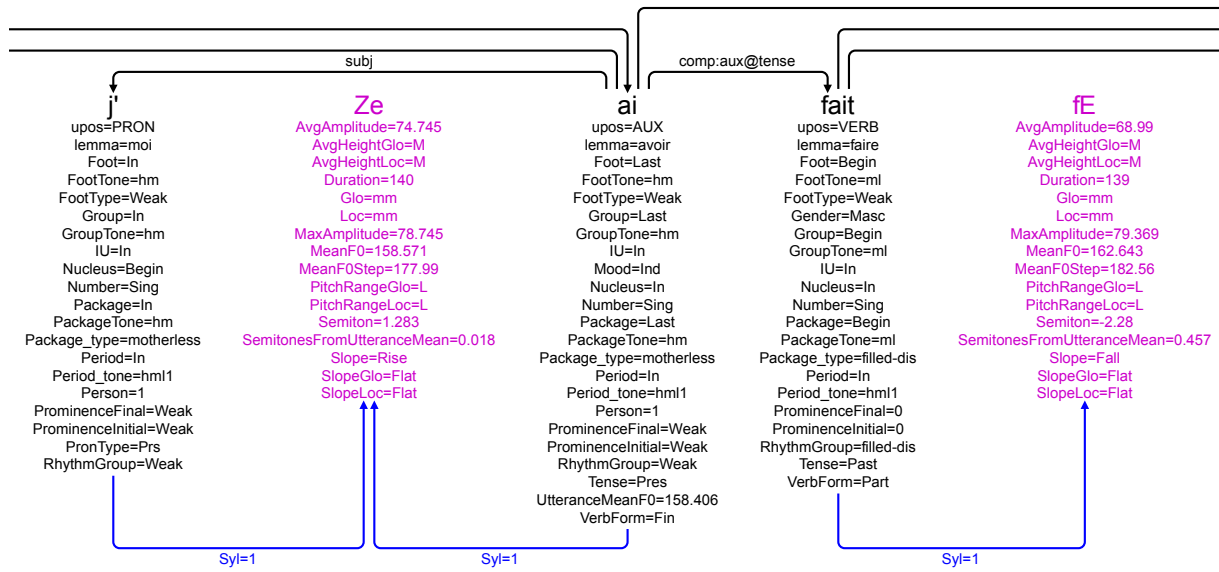 subj
comp:aux@tense
j'
upos=PRON
lemma=moi
Foot=In
FootTone=hm
FootType=Weak
Group=In
GroupTone=hm
IU=In
Nucleus=Begin
Number=Sing
Package=In
PackageTone=hm
Package_type=motherless
Period=In
Period_tone=hml1
Person=1
ProminenceFinal=Weak
ProminenceInitial=Weak
PronType=Prs
RhythmGroup=Weak
Ze
AvgAmplitude=74.745
AvgHeightGlo=M
AvgHeightLoc=M
Duration=140
Glo=mm
Loc=mm
MaxAmplitude=78.745
MeanF0=158.571
MeanF0Step=177.99
PitchRangeGlo=L
PitchRangeLoc=L
Semiton=1.283
SemitonesFromUtteranceMean=0.018
Slope=Rise
SlopeGlo=Flat
SlopeLoc=Flat
ai
upos=AUX
lemma=avoir
Foot=Last
FootTone=hm
FootType=Weak
Group=Last
GroupTone=hm
IU=In
Mood=Ind
Nucleus=In
Number=Sing
Package=Last
PackageTone=hm
Package_type=motherless
Period=In
Period_tone=hml1
Person=1
ProminenceFinal=Weak
ProminenceInitial=Weak
RhythmGroup=Weak
Tense=Pres
UtteranceMeanF0=158.406
VerbForm=Fin
fait
upos=VERB
lemma=faire
Foot=Begin
FootTone=ml
FootType=Weak
Gender=Masc
Group=Begin
GroupTone=ml
IU=In
Nucleus=In
Number=Sing
Package=Begin
PackageTone=ml
Package_type=filled-dis
Period=In
Period_tone=hml1
ProminenceFinal=0
ProminenceInitial=0
RhythmGroup=filled-dis
Tense=Past
VerbForm=Part
fE
AvgAmplitude=68.99
AvgHeightGlo=M
AvgHeightLoc=M
Duration=139
Glo=mm
Loc=mm
MaxAmplitude=79.369
MeanF0=162.643
MeanF0Step=182.56
PitchRangeGlo=L
PitchRangeLoc=L
Semiton=-2.28
SemitonesFromUtteranceMean=0.457
Slope=Fall
SlopeGlo=Flat
SlopeLoc=Flat
Syl=1
Syl=1
Syl=1